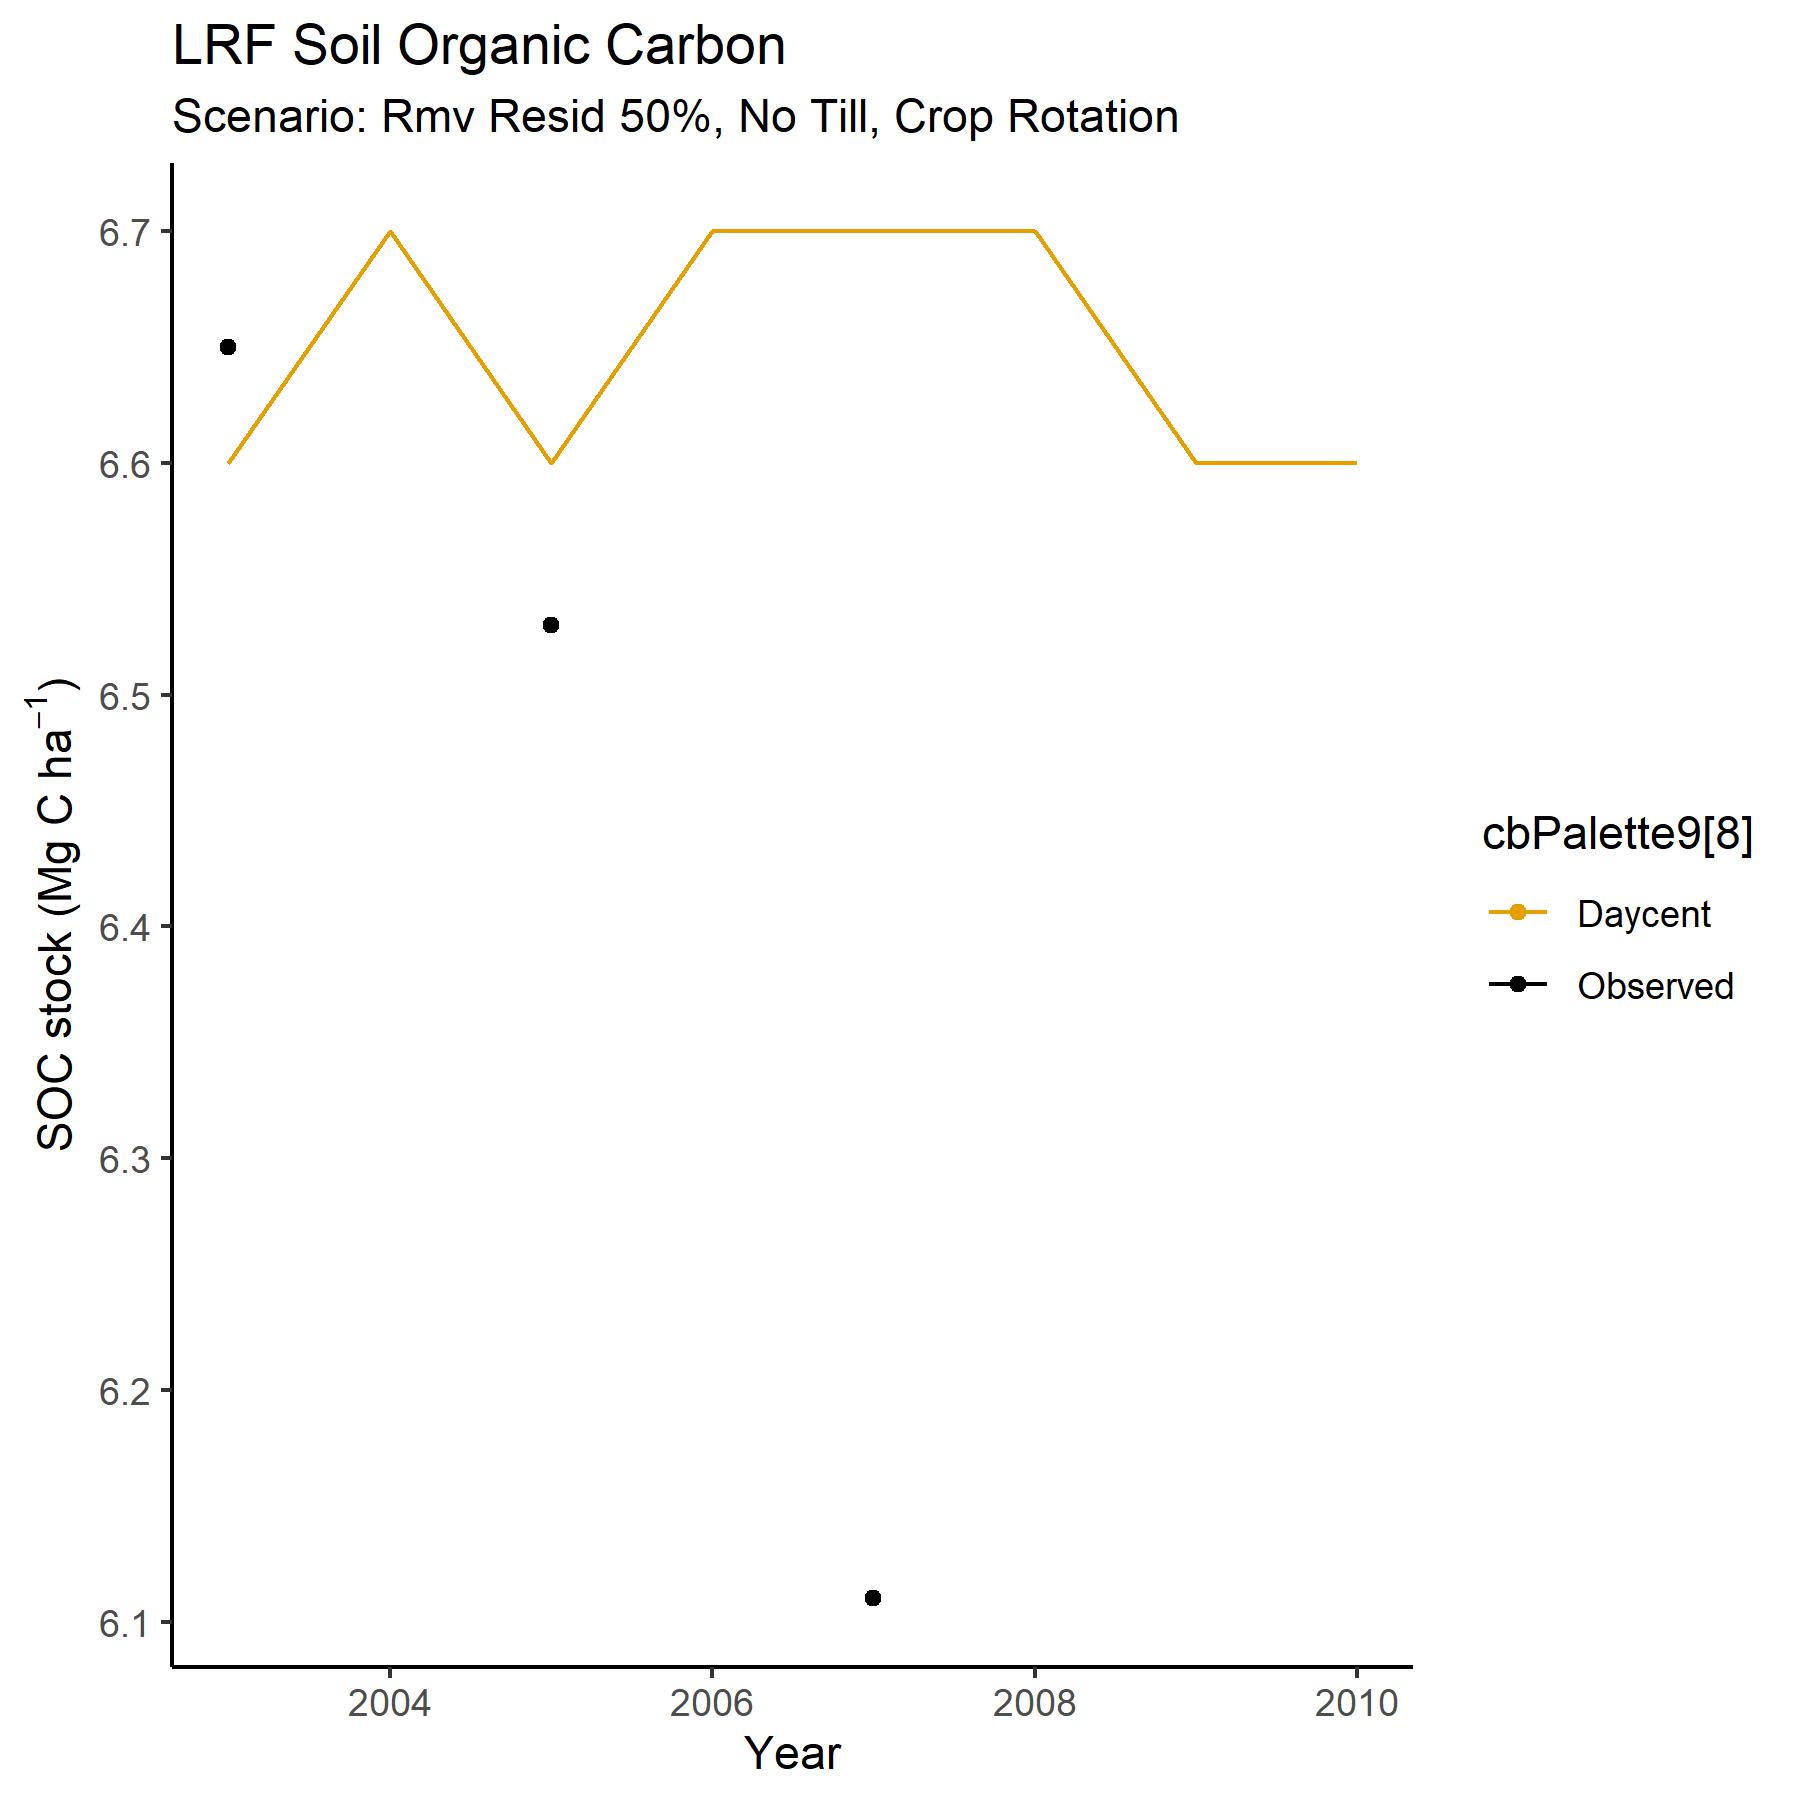 LRF Soil Organic Carbon
Scenario: Rmv Resid 50%, No Till, Crop Rotation
SOC stock (Mg C ha⁻¹)
6.7
6.6
6.5
6.4
6.3
6.2
6.1
2004 2006 2008 2010
Year
cbPalette9[8]
Daycent
Observed